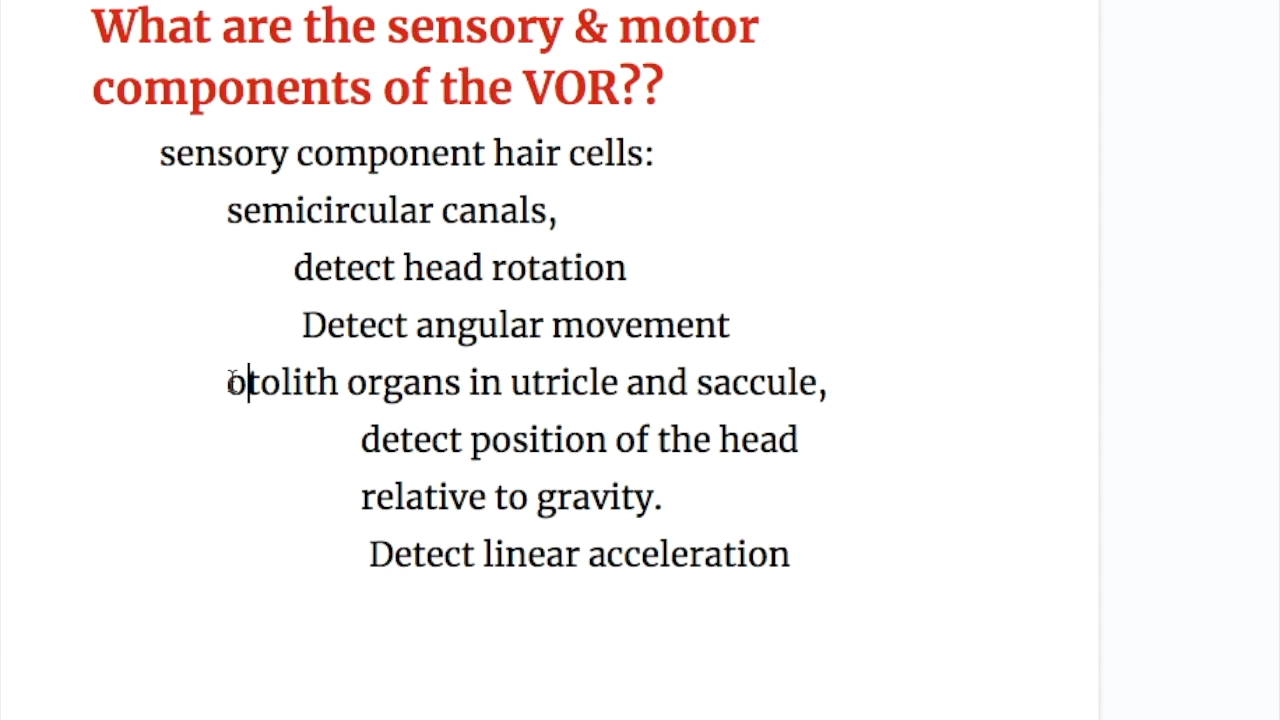 What are the sensory & motor
components of the VOR??
sensory component hair cells:
semicircular canals,
detect head rotation
Detect angular movement
otolith organs in utricle and saccule,
detect position of the head
relative to gravity.
Detect linear acceleration